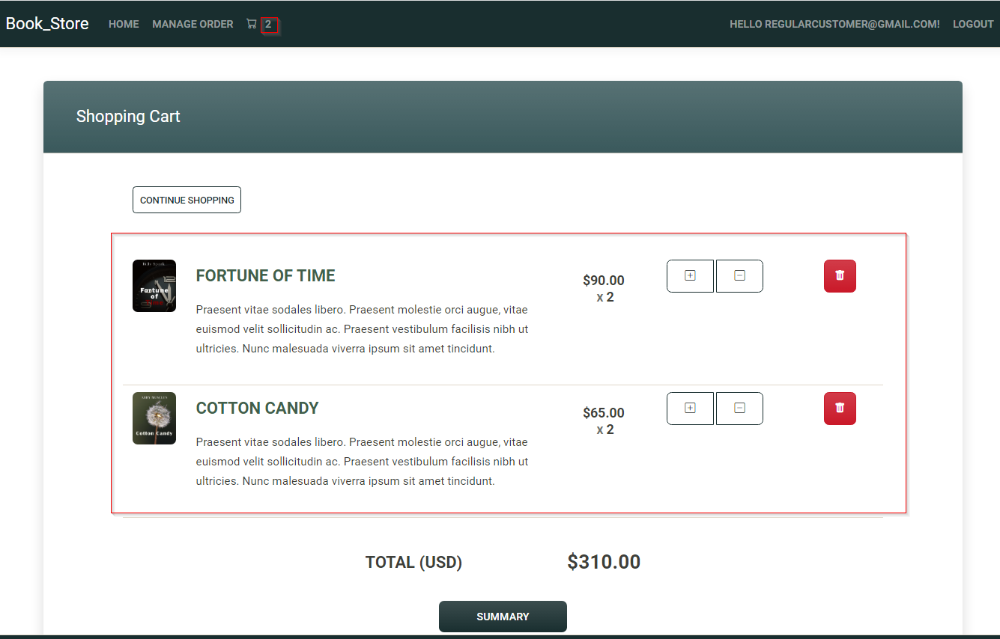 Book_Store HOME MANAGE ORDER 2 HELLO REGULARCUSTOMER@GMAIL.COM! LOGOUT
Shopping Cart
CONTINUE SHOPPING
Fortune
of
FORTUNE OF TIME
Praesent vitae sodales libero. Praesent molestie orci augue, vitae
euismod velit sollicitudin ac. Praesent vestibulum facilisis nibh ut
ultricies. Nunc malesuada viverra ipsum sit amet tincidunt.
$90.00
x 2
Cotton Candy
COTTON CANDY
Praesent vitae sodales libero. Praesent molestie orci augue, vitae
euismod velit sollicitudin ac. Praesent vestibulum facilisis nibh ut
ultricies. Nunc malesuada viverra ipsum sit amet tincidunt.
$65.00
x 2
TOTAL (USD) $310.00
SUMMARY